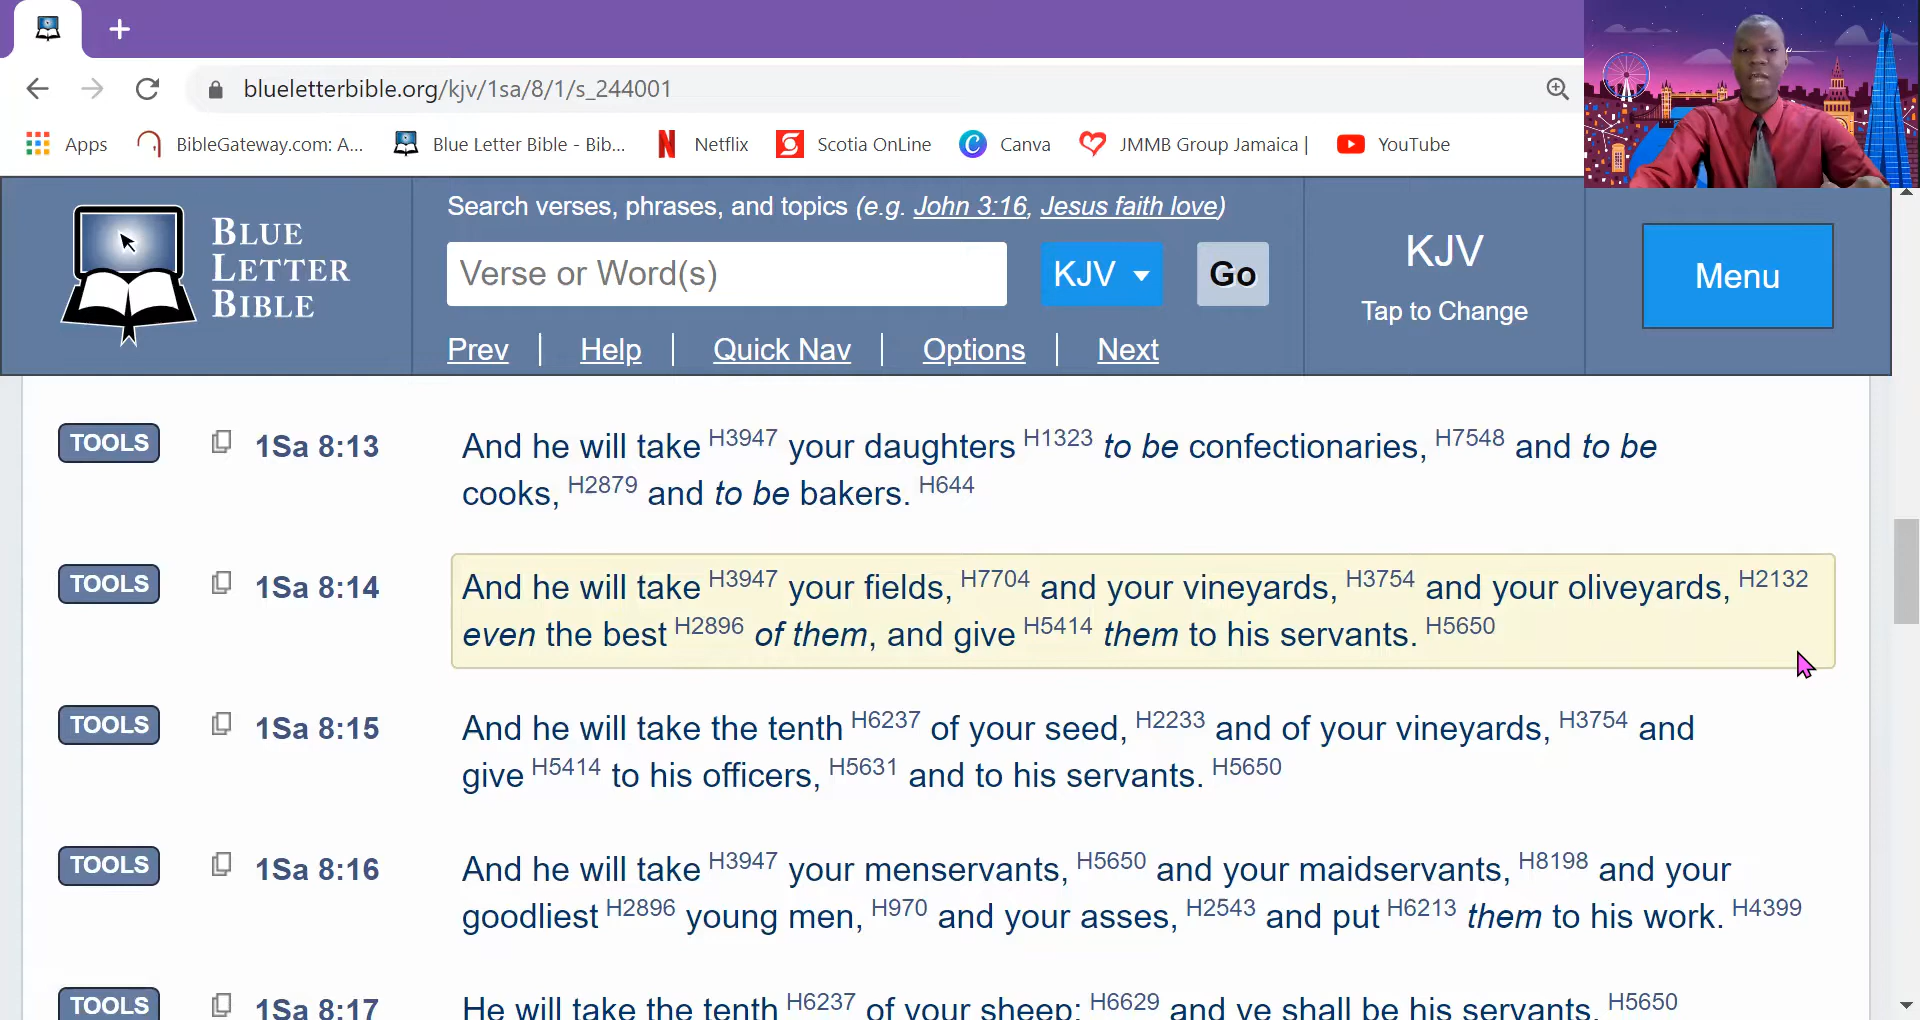 blueletterbible.org/kjv/1sa/8/1/s_244001
Apps BibleGateway.com: A... Blue Letter Bible - Bib... Netflix Scotia OnLine Canva JMMB Group Jamaica | YouTube
BLUE
LETTER
BIBLE
Search verses, phrases, and topics (e.g. John 3:16, Jesus faith love)
Verse or Word(s) KJV Go
Prev | Help | Quick Nav | Options | Next
KJV
Tap to Change
Menu
TOOLS 1Sa 8:13 And he will take H3947 your daughters H1323 to be confectionaries, H7548 and to be
cooks, H2879 and to be bakers. H644
TOOLS 1Sa 8:14 And he will take H3947 your fields, H7704 and your vineyards, H3754 and your oliveyards, H2132
even the best H2896 of them, and give H5414 them to his servants. H5650
TOOLS 1Sa 8:15 And he will take the tenth H6237 of your seed, H2233 and of your vineyards, H3754 and
give H5414 to his officers, H5631 and to his servants. H5650
TOOLS 1Sa 8:16 And he will take H3947 your menservants, H5650 and your maidservants, H8198 and your
goodliest H2896 young men, H970 and your asses, H2543 and put H6213 them to his work. H4399
TOOLS 1Sa 8:17 He will take the tenth H6237 of your sheep: H6629 and ye shall be his servants. H5650